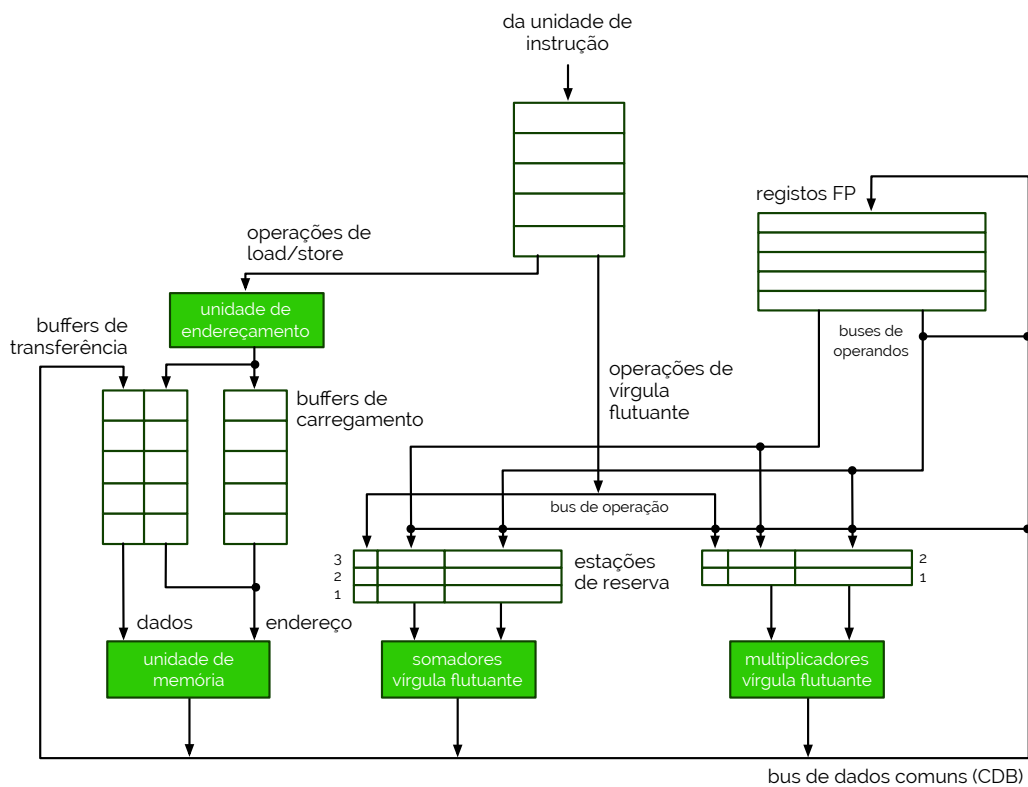 da unidade de
instrução
registos FP
operações de
load/store
unidade de
endereçamento
buffers de
transferência
buses de
operandos
operações de
vírgula
flutuante
buffers de
carregamento
bus de operação
3
2
1
estações
de reserva
2
1
dados
endereço
unidade de
memória
somadores
vírgula flutuante
multiplicadores
vírgula flutuante
bus de dados comuns (CDB)